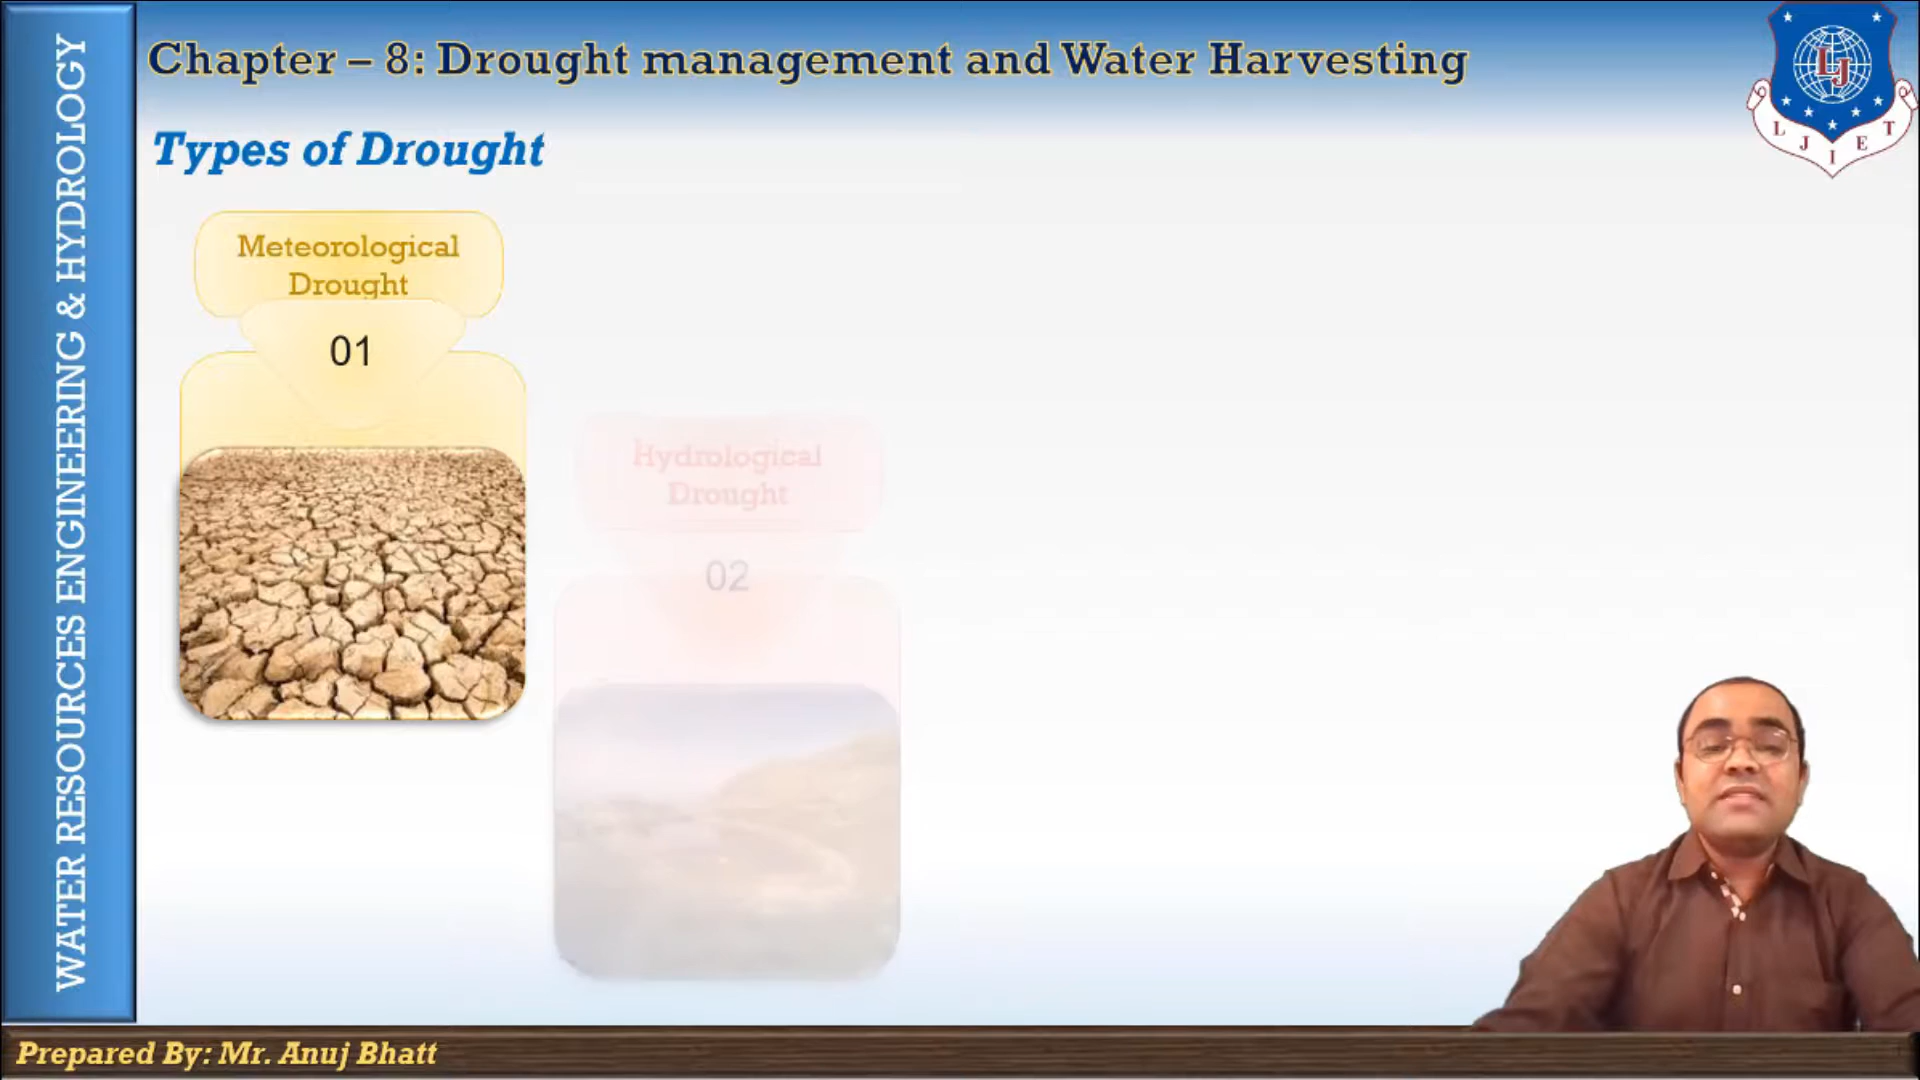 WATER RESOURCES ENGINEERING & HYDROLOGY
Chapter – 8: Drought management and Water Harvesting
Types of Drought
Meteorological
Drought
01
Hydrological
Drought
02
LJ
L J I E T
Prepared By: Mr. Anuj Bhatt